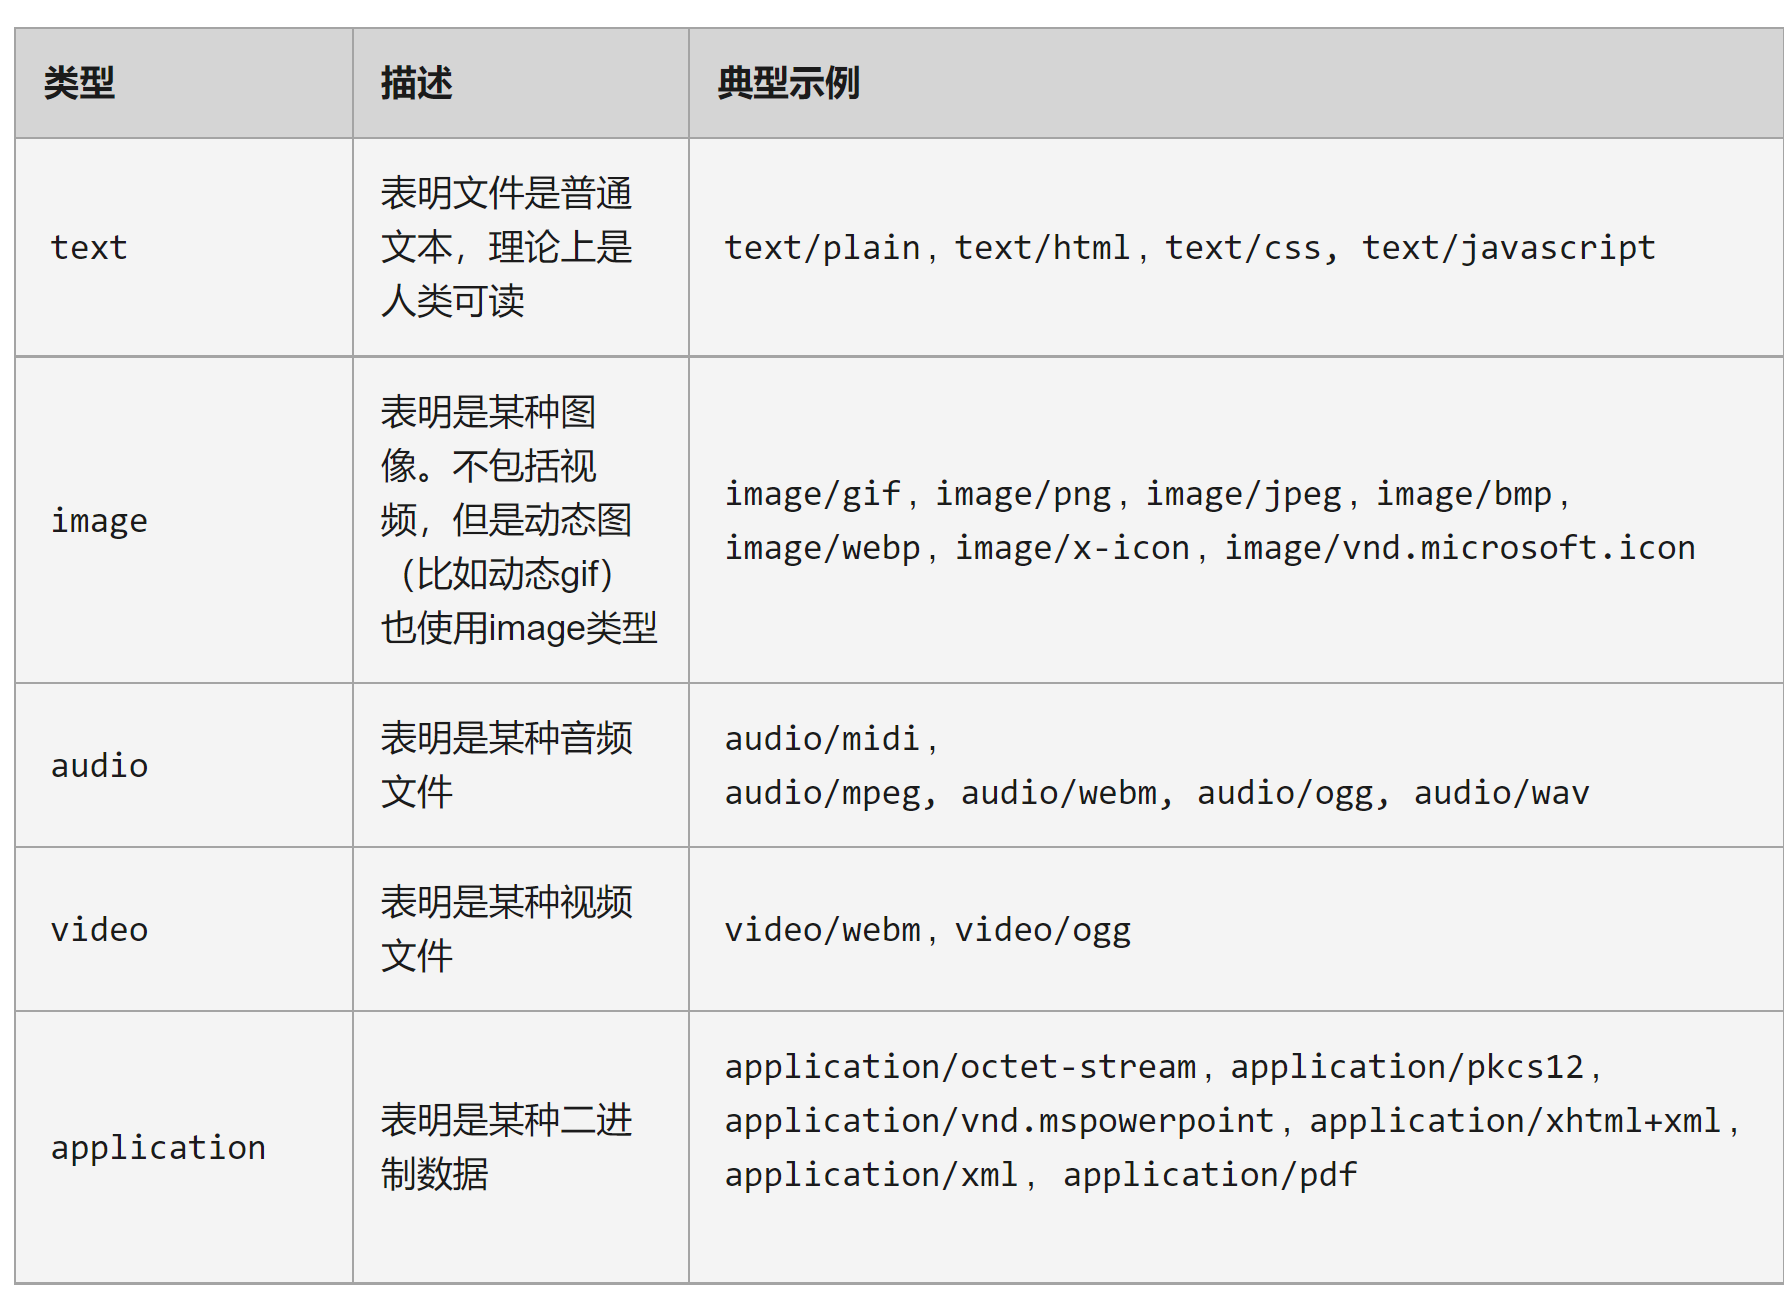 类型 描述 典型示例
text
表明文件是普通
文本，理论上是
人类可读
text/plain, text/html, text/css, text/javascript
image
表明是某种图
像。不包括视
频，但是动态图
（比如动态gif）
也使用image类型
image/gif, image/png, image/jpeg, image/bmp,
image/webp, image/x-icon, image/vnd.microsoft.icon
audio
表明是某种音频
文件
audio/midi,
audio/mpeg, audio/webm, audio/ogg, audio/wav
video
表明是某种视频
文件
video/webm, video/ogg
application
表明是某种二进
制数据
application/octet-stream, application/pkcs12,
application/vnd.mspowerpoint, application/xhtml+xml,
application/xml, application/pdf